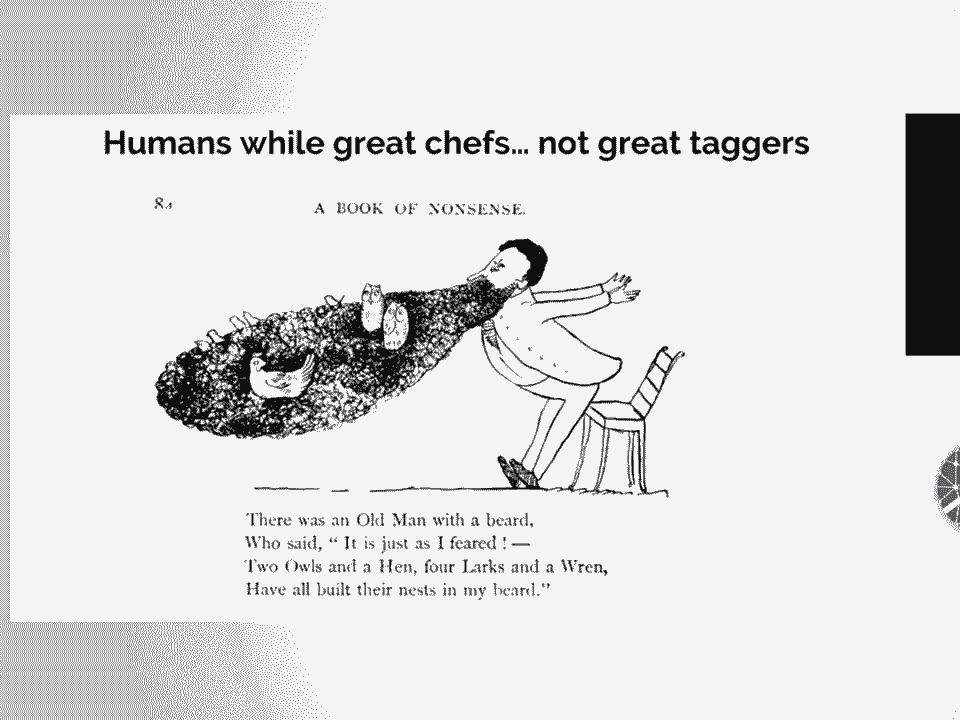 Humans while great chefs... not great taggers
A BOOK OF NONSENSE.
There was an Old Man with a beard,
Who said, “ It is just as I feared ! —
Two Owls and a Hen, four Larks and a Wren,
Have all built their nests in my beard.”